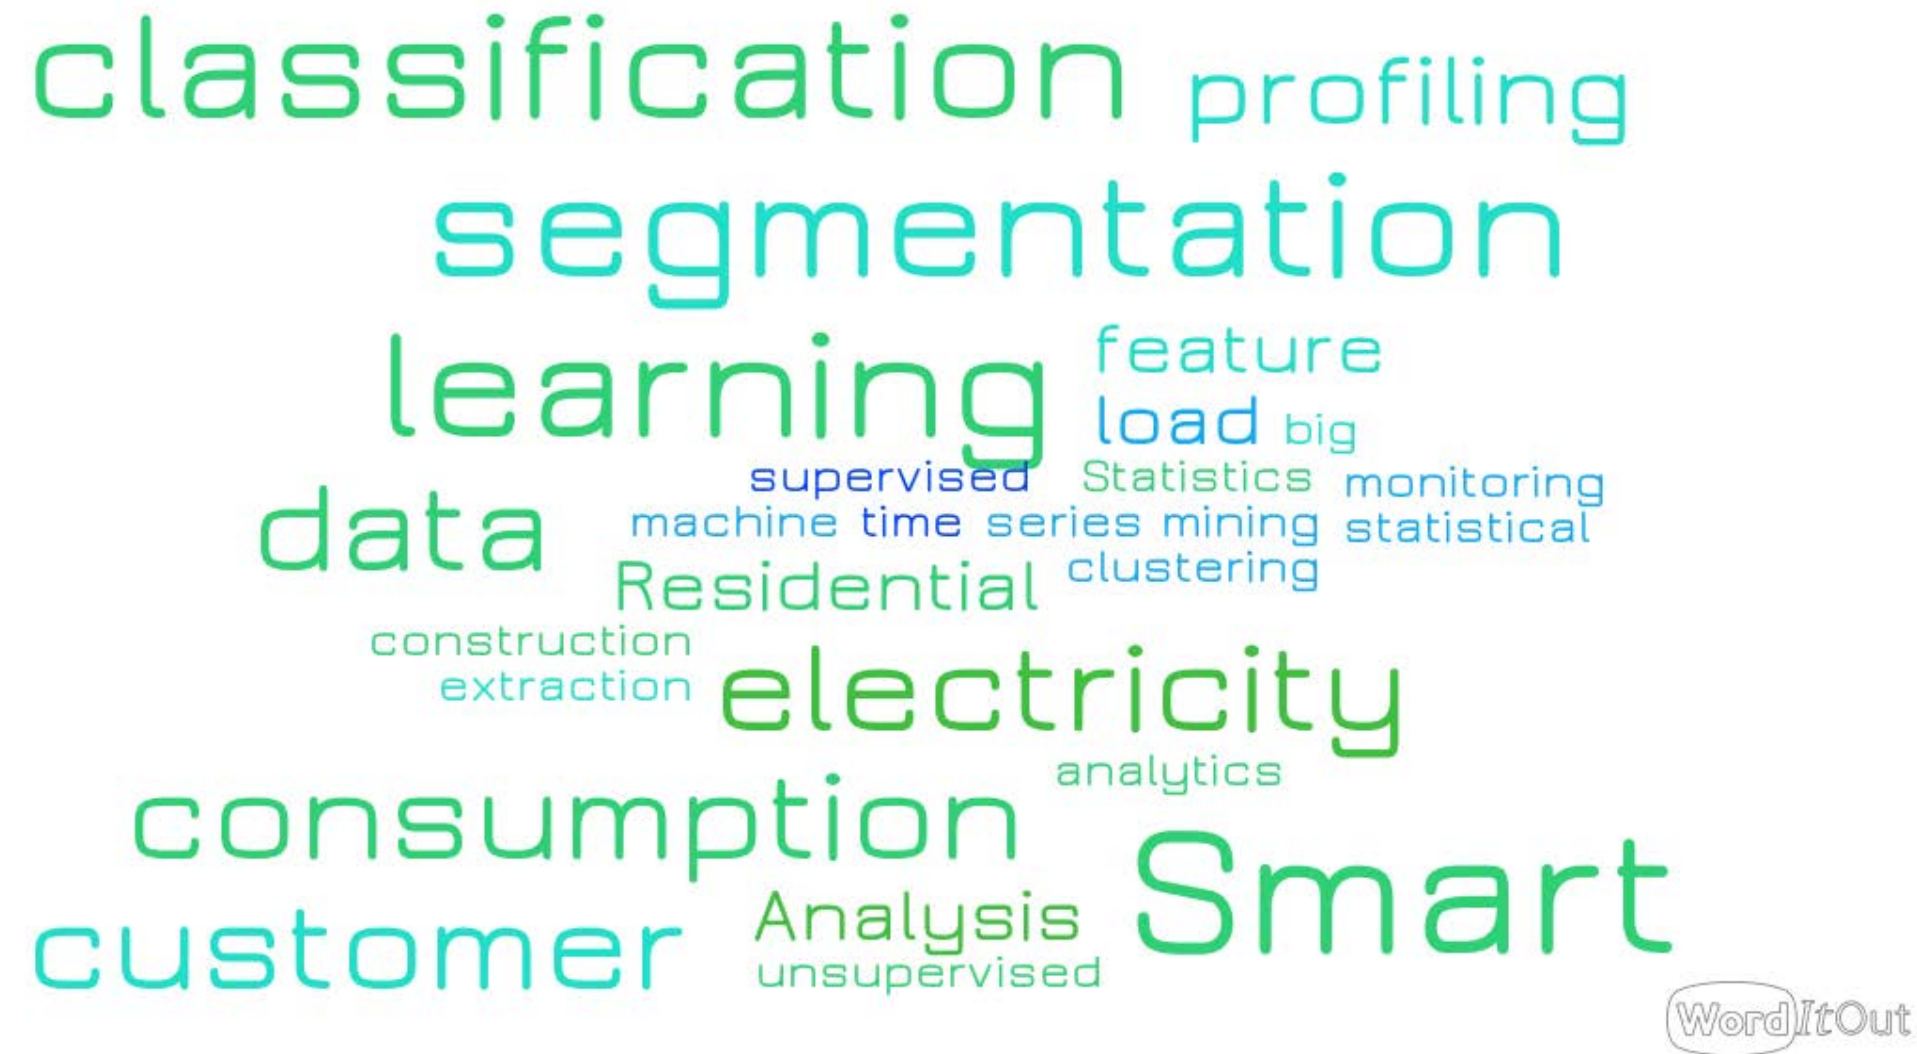 classification profiling
segmentation
learning feature
load big
supervised Statistics monitoring
data machine time series mining statistical
Residential clustering
construction
extraction electricity
analytics
consumption
Smart
customer Analysis
unsupervised
WordItOut